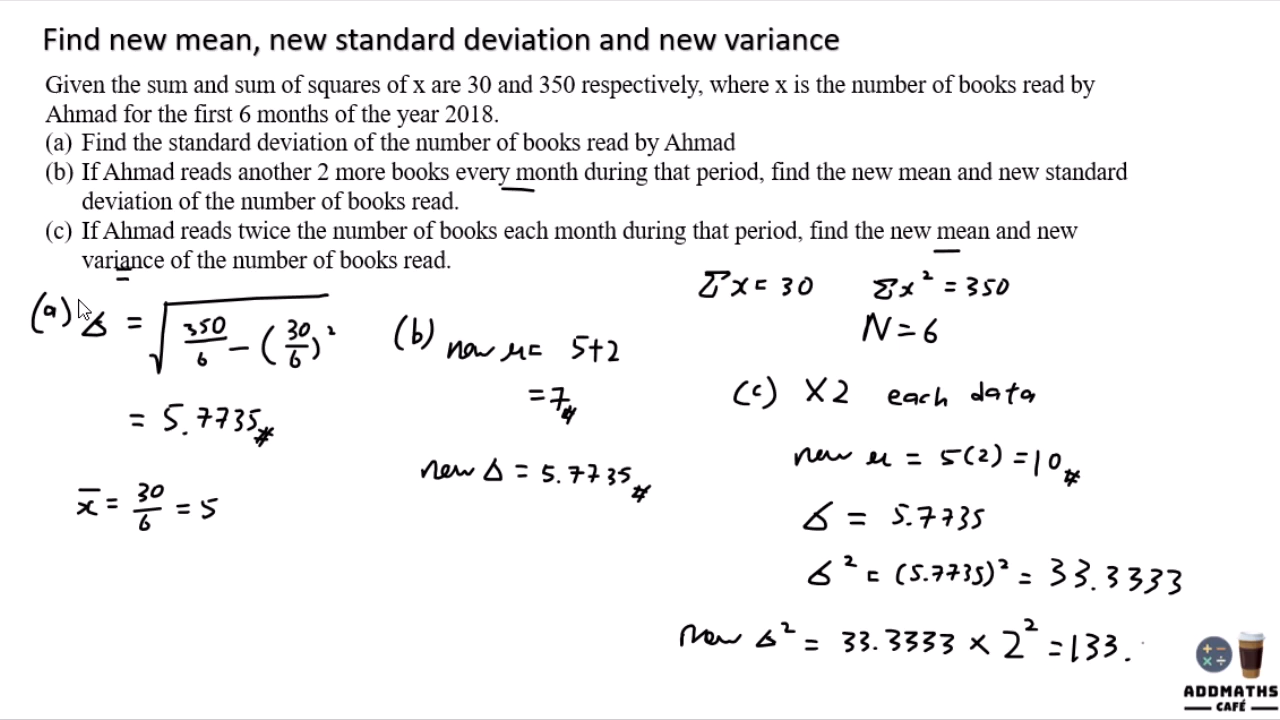 Find new mean, new standard deviation and new variance
Given the sum and sum of squares of x are 30 and 350 respectively, where x is the number of books read by
Ahmad for the first 6 months of the year 2018.
(a) Find the standard deviation of the number of books read by Ahmad
(b) If Ahmad reads another 2 more books every month during that period, find the new mean and new standard
deviation of the number of books read.
(c) If Ahmad reads twice the number of books each month during that period, find the new mean and new
variance of the number of books read.
Σx = 30 Σx² = 350
N = 6
(a) σ = √(350/6 − (30/6)²)
= 5.7735#
x̄ = 30/6 = 5
(b) new μ = 5+2
= 7#
new σ = 5.7735#
(c) ×2 each data
new μ = 5(2) = 10#
σ = 5.7735
σ² = (5.7735)² = 33.3333
new σ² = 33.3333 × 2² = 133.
ADDMATHS
CAFÉ